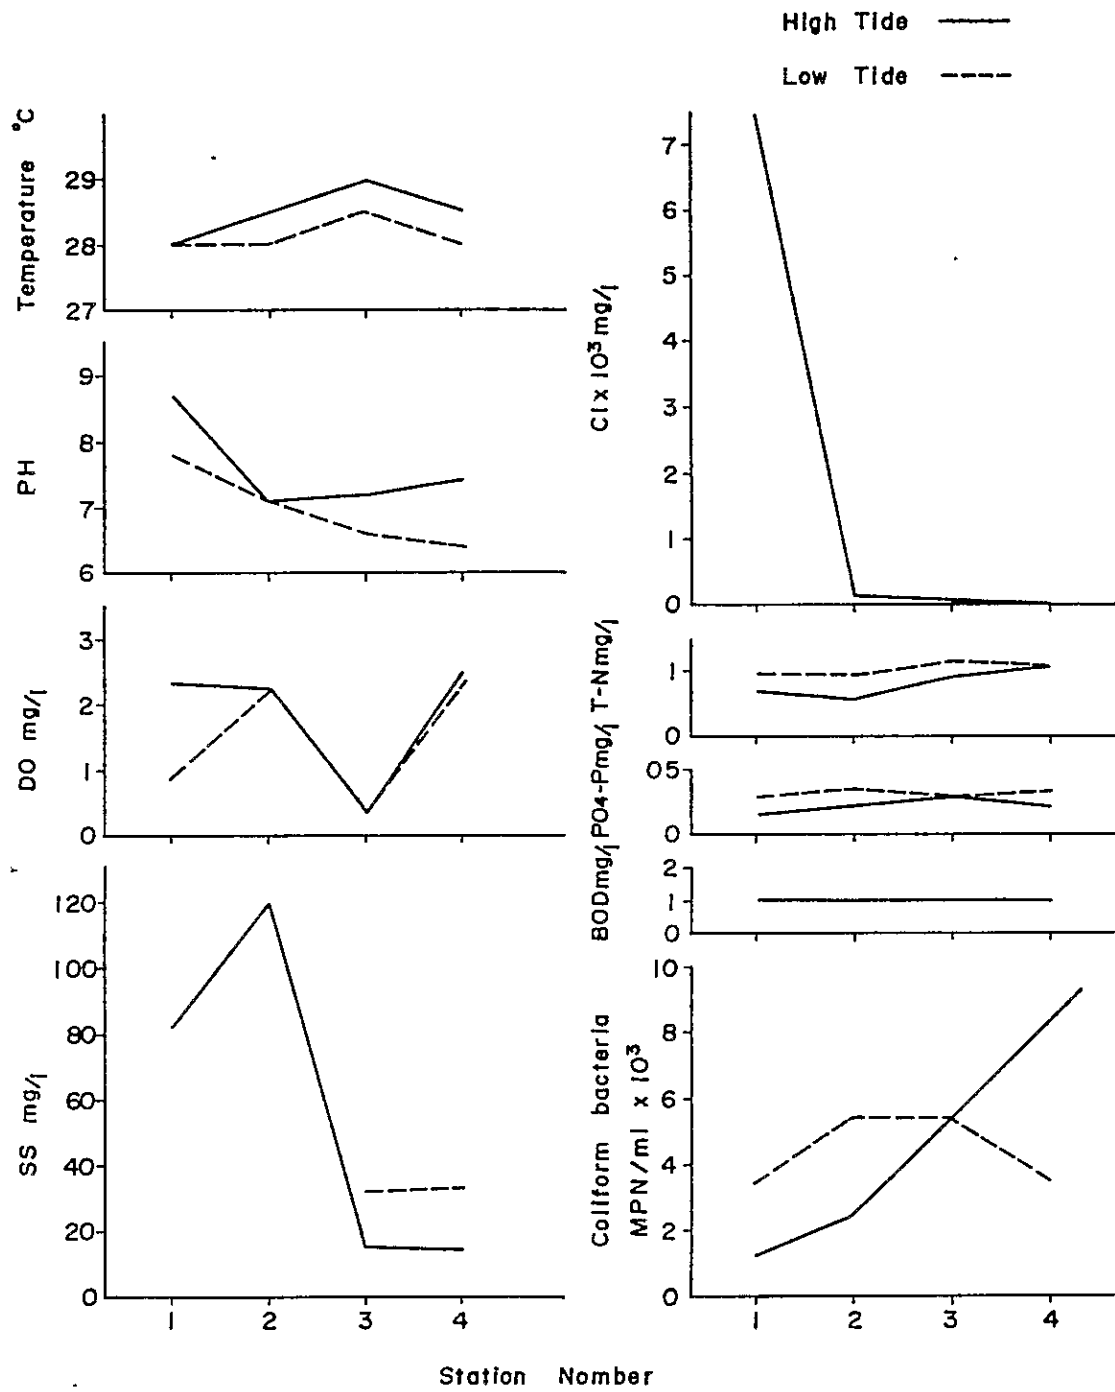 High Tide
Low Tide
Temperature °C
29
28
27
PH
9
8
7
6
DO mg/l
3
2
1
0
SS mg/l
120
100
80
60
40
20
0
1 2 3 4
Cl x 10³ mg/l
7
6
5
4
3
2
1
0
T-N mg/l
1
0
PO4-P mg/l
05
0
BOD mg/l
2
1
0
Coliform bacteria
MPN/ml x 10³
10
8
6
4
2
0
1 2 3 4
Station Nomber